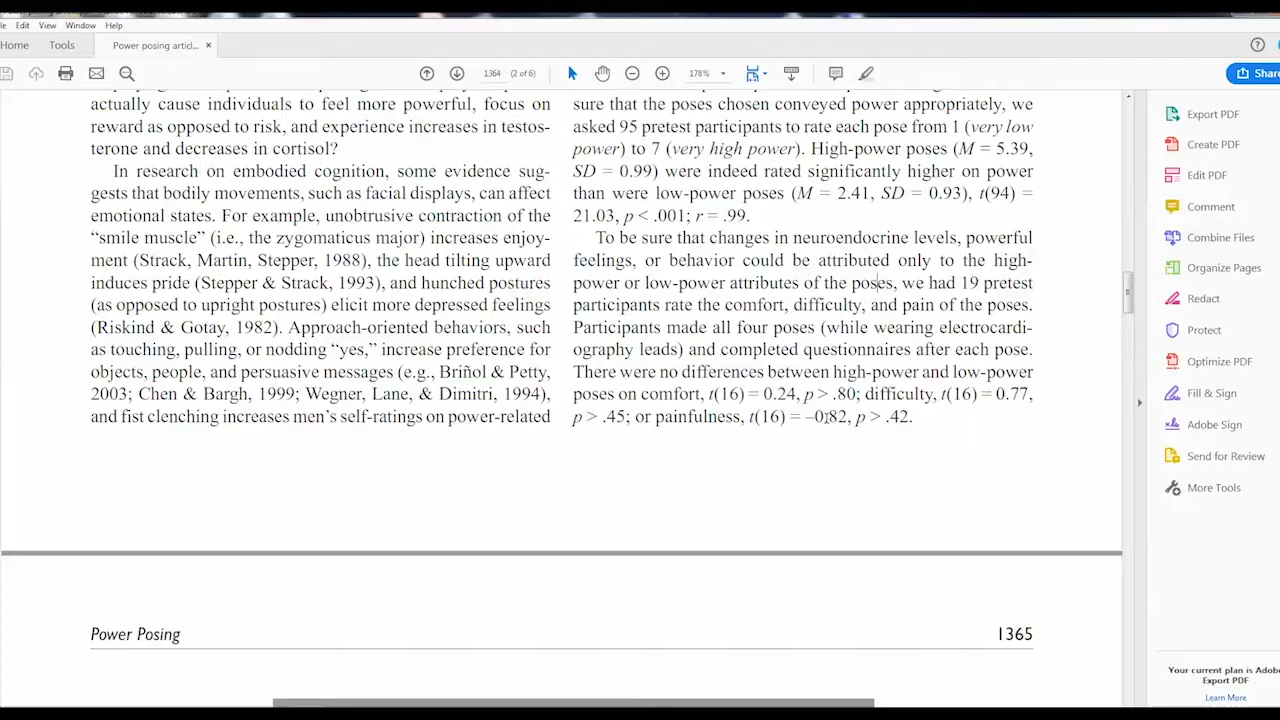 Edit View Window Help
Home Tools Power posing articl... ×
1364 (2 of 6) 178% Share
actually cause individuals to feel more powerful, focus on
reward as opposed to risk, and experience increases in testos-
terone and decreases in cortisol?
In research on embodied cognition, some evidence sug-
gests that bodily movements, such as facial displays, can affect
emotional states. For example, unobtrusive contraction of the
“smile muscle” (i.e., the zygomaticus major) increases enjoy-
ment (Strack, Martin, Stepper, 1988), the head tilting upward
induces pride (Stepper & Strack, 1993), and hunched postures
(as opposed to upright postures) elicit more depressed feelings
(Riskind & Gotay, 1982). Approach-oriented behaviors, such
as touching, pulling, or nodding “yes,” increase preference for
objects, people, and persuasive messages (e.g., Briñol & Petty,
2003; Chen & Bargh, 1999; Wegner, Lane, & Dimitri, 1994),
and fist clenching increases men’s self-ratings on power-related
sure that the poses chosen conveyed power appropriately, we
asked 95 pretest participants to rate each pose from 1 (very low
power) to 7 (very high power). High-power poses (M = 5.39,
SD = 0.99) were indeed rated significantly higher on power
than were low-power poses (M = 2.41, SD = 0.93), t(94) =
21.03, p < .001; r = .99.
To be sure that changes in neuroendocrine levels, powerful
feelings, or behavior could be attributed only to the high-
power or low-power attributes of the poses, we had 19 pretest
participants rate the comfort, difficulty, and pain of the poses.
Participants made all four poses (while wearing electrocardi-
ography leads) and completed questionnaires after each pose.
There were no differences between high-power and low-power
poses on comfort, t(16) = 0.24, p > .80; difficulty, t(16) = 0.77,
p > .45; or painfulness, t(16) = –0.82, p > .42.
Power Posing 1365
Export PDF
Create PDF
Edit PDF
Comment
Combine Files
Organize Pages
Redact
Protect
Optimize PDF
Fill & Sign
Adobe Sign
Send for Review
More Tools
Your current plan is Adobe
Export PDF
Learn More